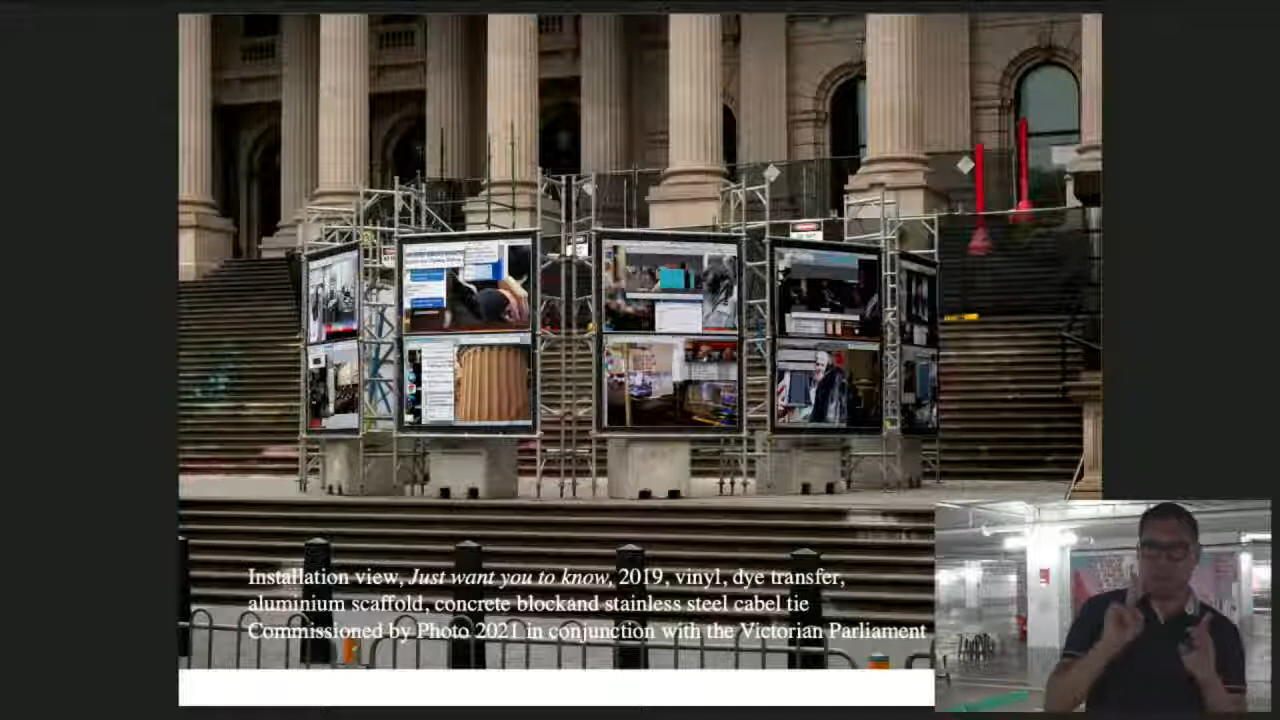 Installation view, Just want you to know, 2019, vinyl, dye transfer,
aluminium scaffold, concrete blockand stainless steel cabel tie
Commissioned by Photo 2021 in conjunction with the Victorian Parliament